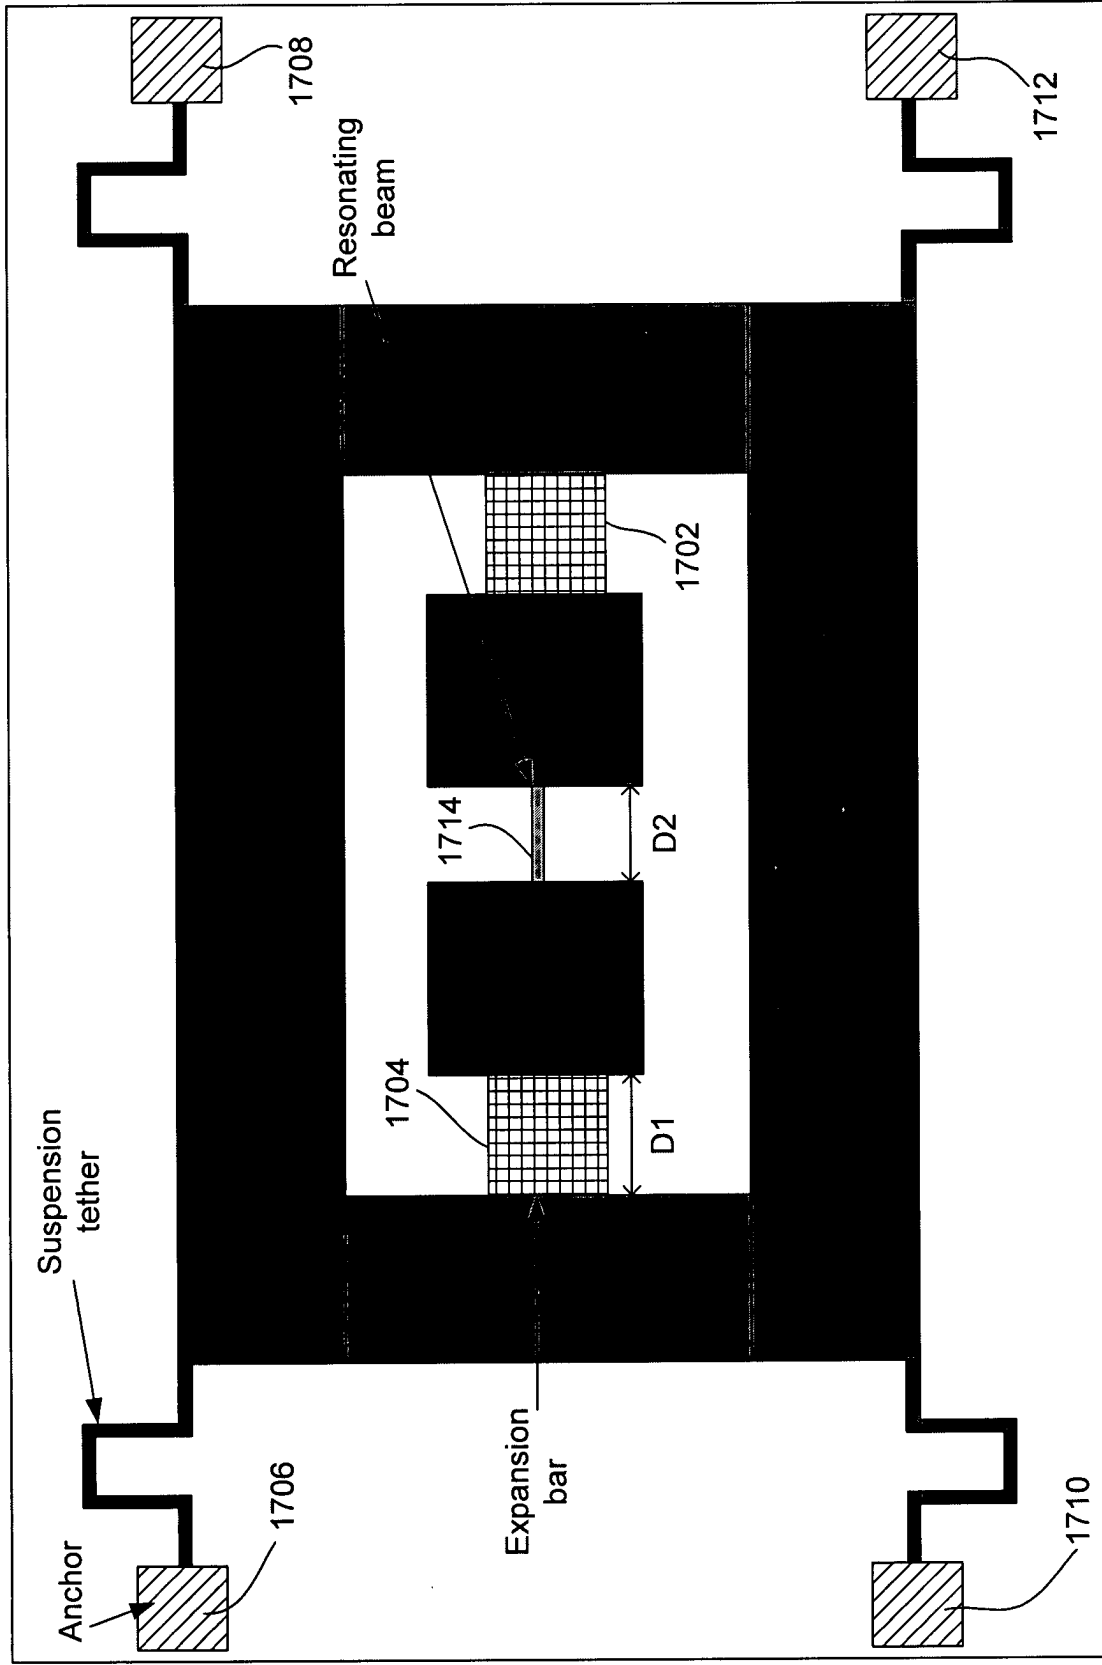 Anchor
1706
Suspension
tether
1708
Resonating
beam
1704
1714
1702
D1
D2
Expansion
bar
1710
1712